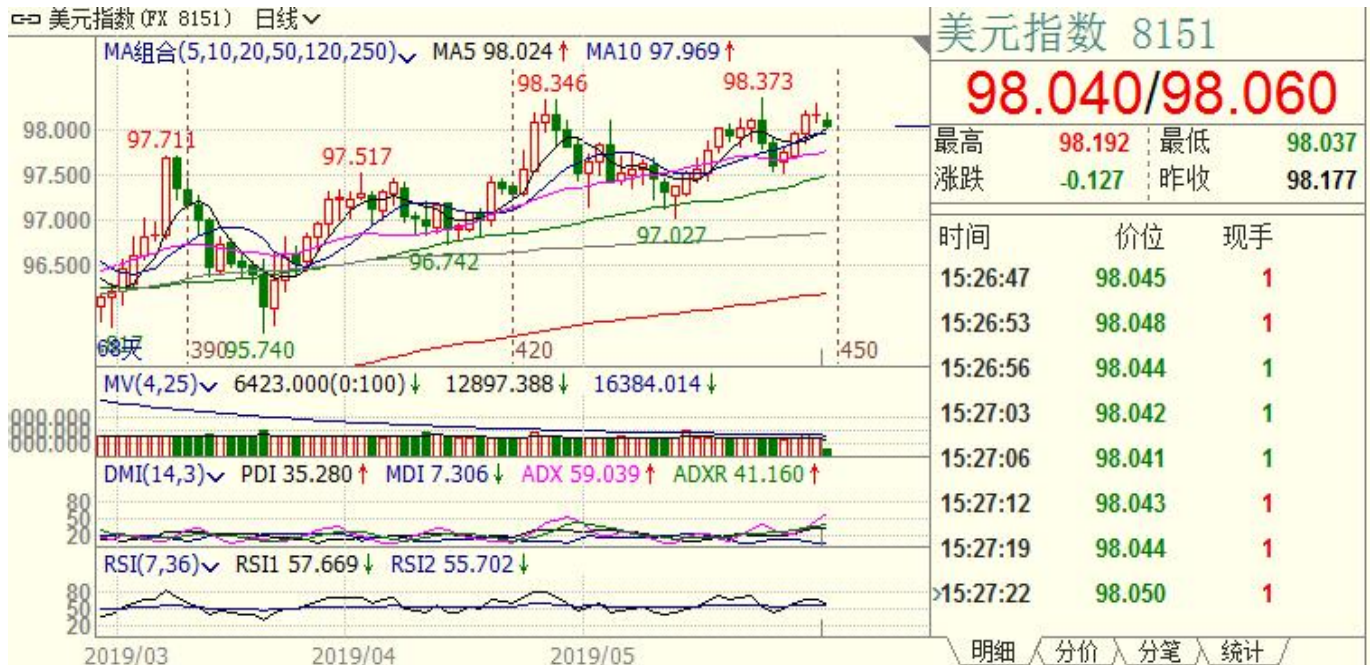 美元指数(FX 8151) 日线
MA组合(5,10,20,50,120,250) MA5 98.024↑ MA10 97.969↑
98.346
98.373
97.711
97.517
98.000
97.500
97.000
96.500
97.027
96.742
68天
39095.740
420
450
MV(4,25) 6423.000(0:100)↓ 12897.388↓ 16384.014↓
000.000
000.000
DMI(14,3) PDI 35.280↑ MDI 7.306↓ ADX 59.039↑ ADXR 41.160↑
80
50
20
RSI(7,36) RSI1 57.669↓ RSI2 55.702↓
80
50
20
2019/03 2019/04 2019/05
美元指数 8151
98.040/98.060
最高 98.192 最低 98.037
涨跌 -0.127 昨收 98.177
时间 价位 现手
15:26:47 98.045 1
15:26:53 98.048 1
15:26:56 98.044 1
15:27:03 98.042 1
15:27:06 98.041 1
15:27:12 98.043 1
15:27:19 98.044 1
15:27:22 98.050 1
明细 分价 分笔 统计